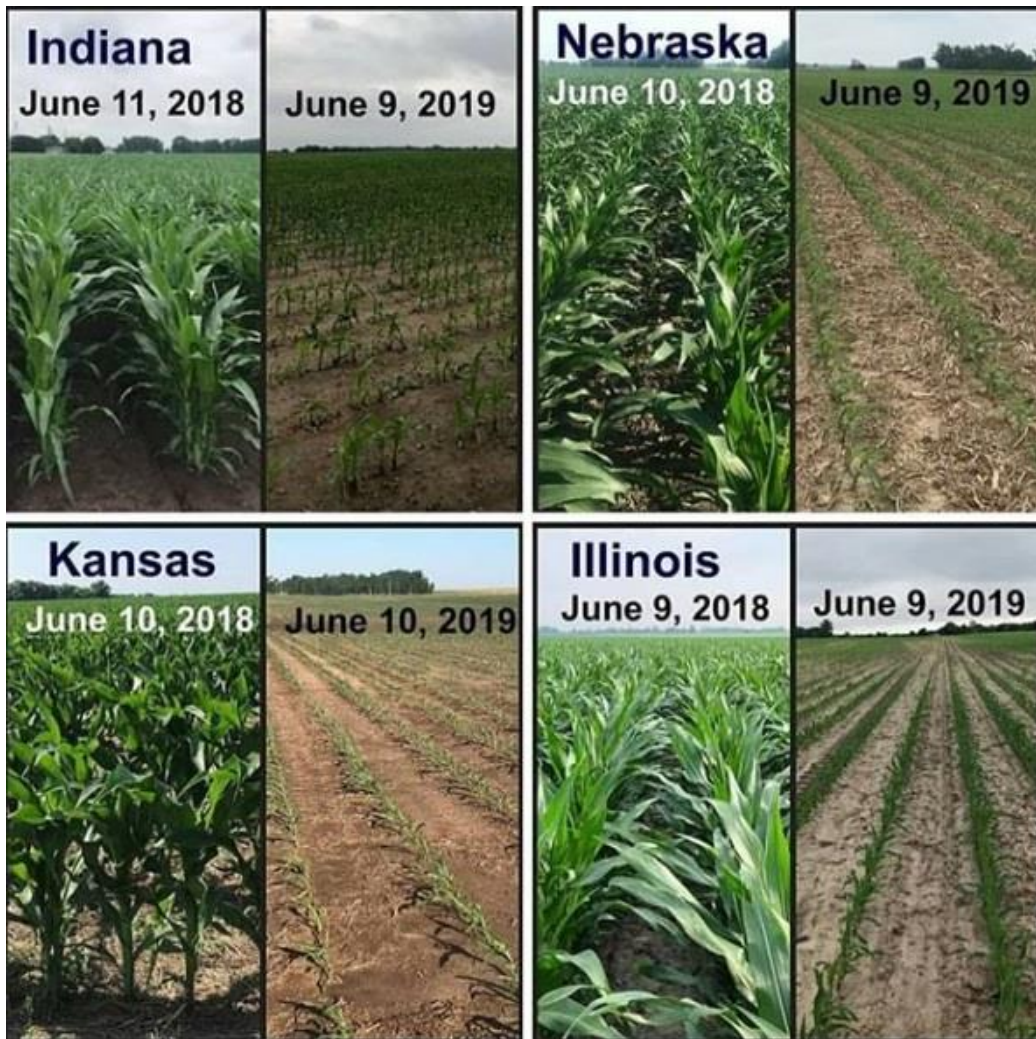 Indiana
June 11, 2018
June 9, 2019
Nebraska
June 10, 2018
June 9, 2019
Kansas
June 10, 2018
June 10, 2019
Illinois
June 9, 2018
June 9, 2019